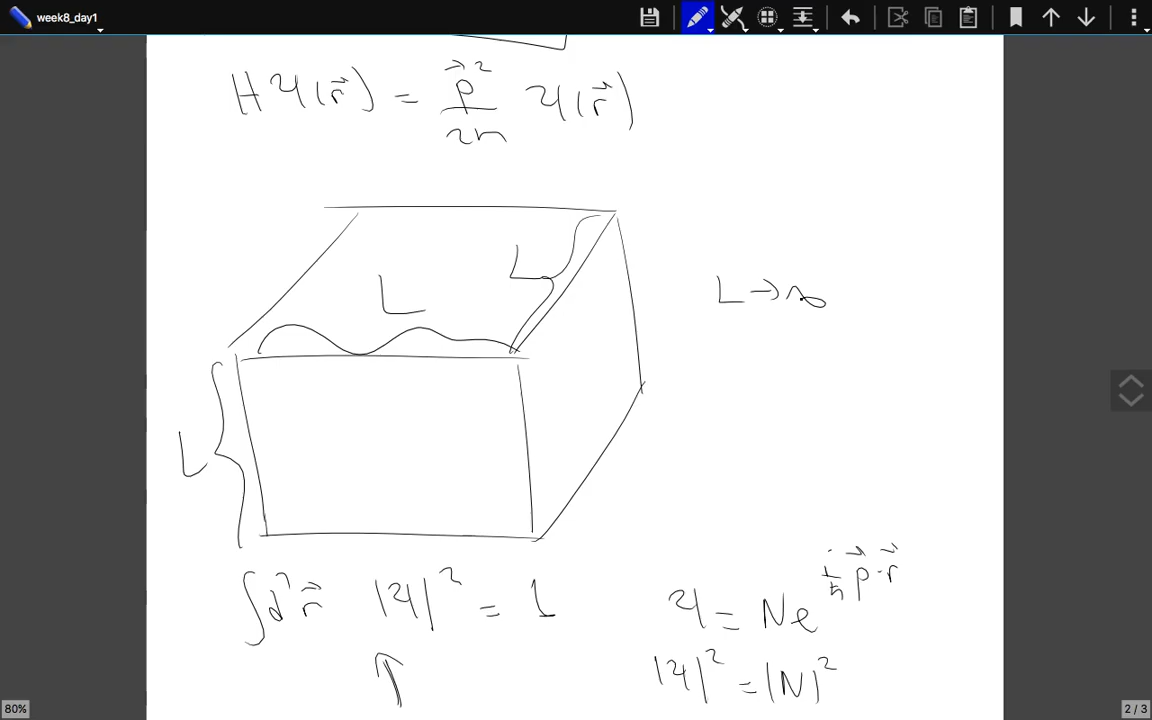 week8_day1
Hψ(r⃗) = p⃗²/2m ψ(r⃗)
L
L
L → ∞
L
∫d³r⃗ |ψ|² = 1
ψ = Ne^(i/ħ p⃗·r⃗)
|ψ|² = |N|²
80%
2 / 3